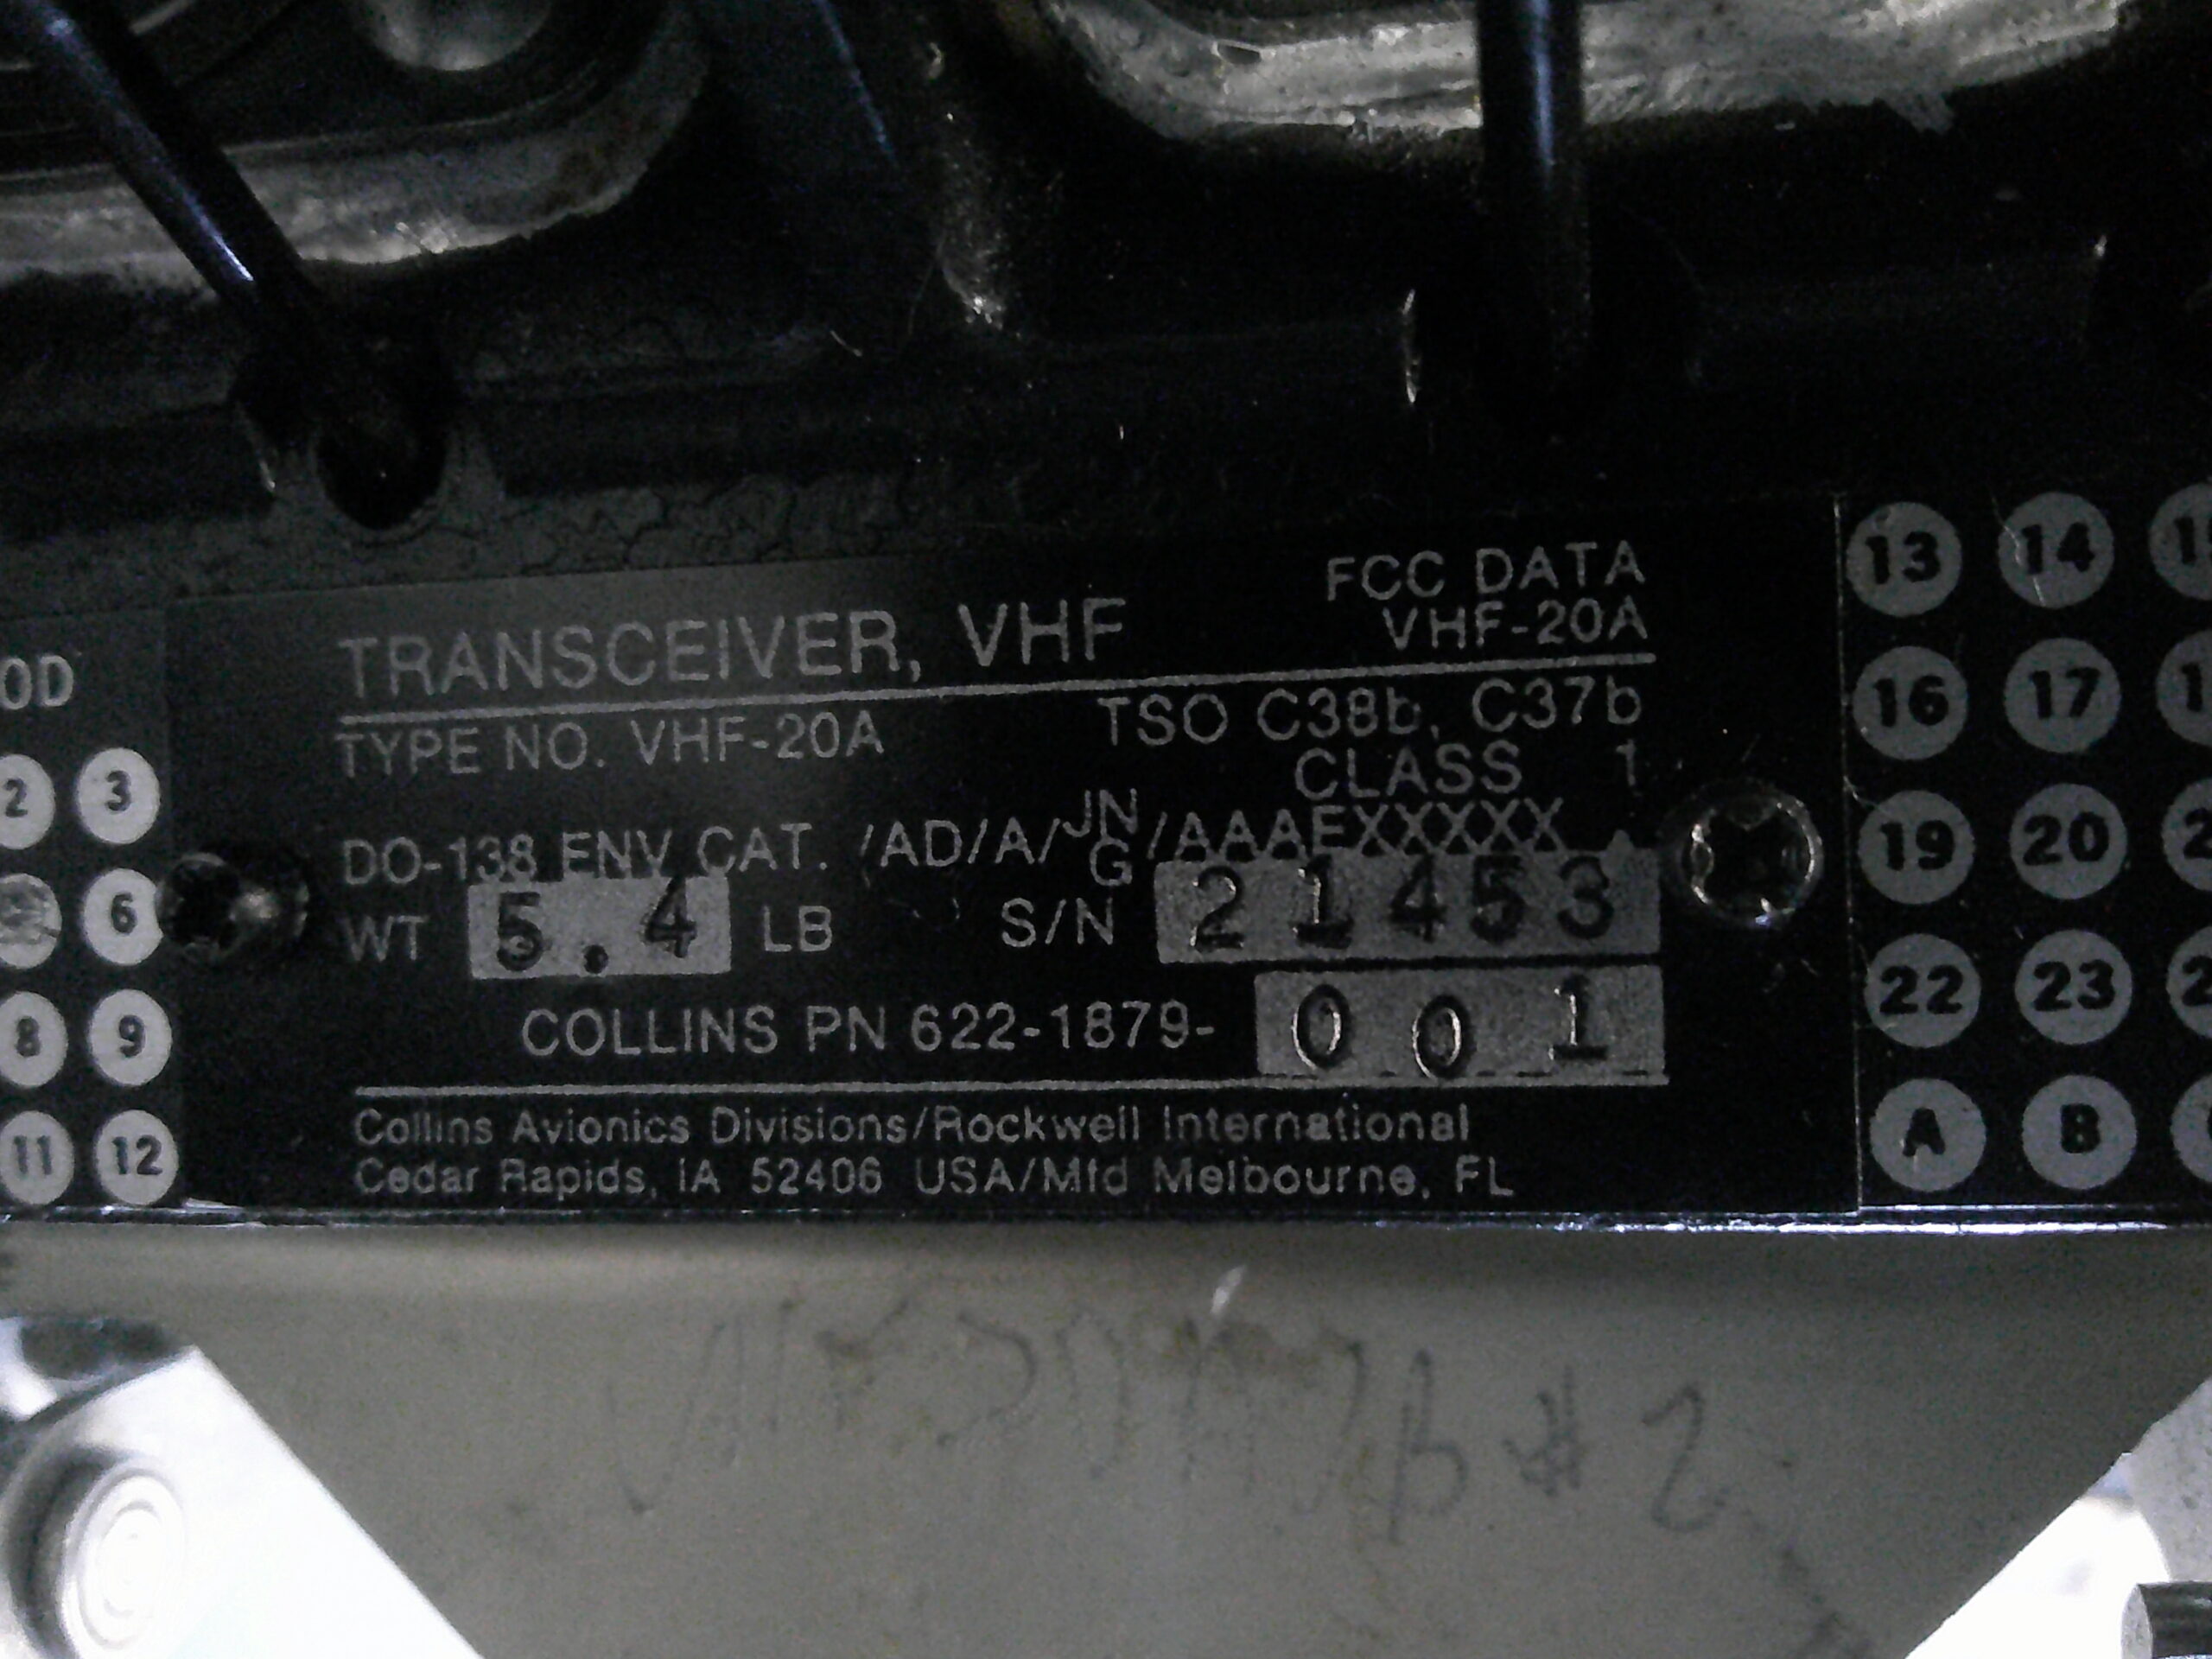 TRANSCEIVER, VHF
FCC DATA
VHF-20A
TYPE NO. VHF-20A
TSO C38b, C37b
CLASS 1
DO-138 ENV CAT. /AD/A/JN G/AAAEXXXXX
WT 5.4 LB
S/N 21453
COLLINS PN 622-1879-001
Collins Avionics Divisions/Rockwell International
Cedar Rapids, IA 52406 USA/Mfd Melbourne, FL
2 3
6
8 9
11 12
13 14
16 17
19 20
22 23
A B
# 2